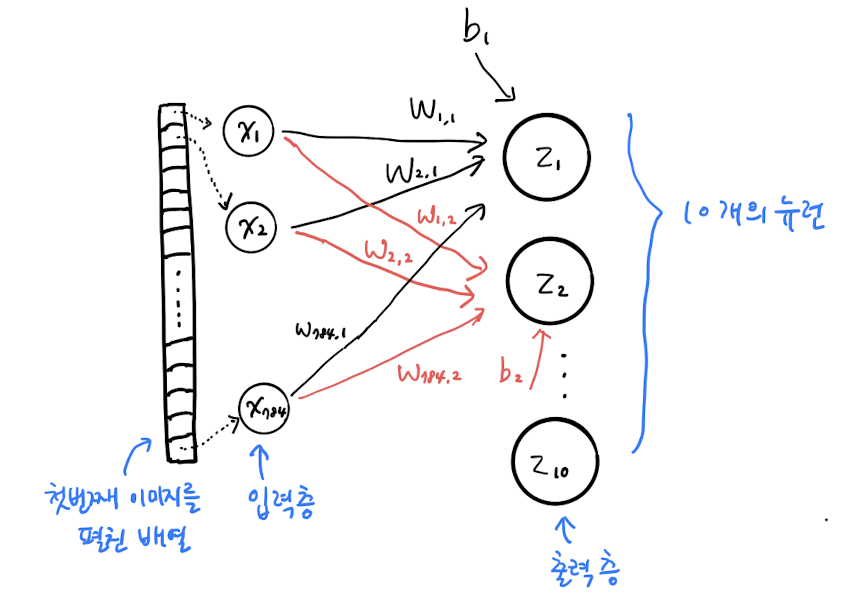 b₁
x₁
w₁,₁
z₁
w₂,₁
x₂
w₁,₂
w₂,₂
10개의 뉴런
z₂
w₇₈₄,₁
w₇₈₄,₂
b₂
x₇₈₄
z₁₀
첫번째 이미지를
펼친 배열
입력층
출력층